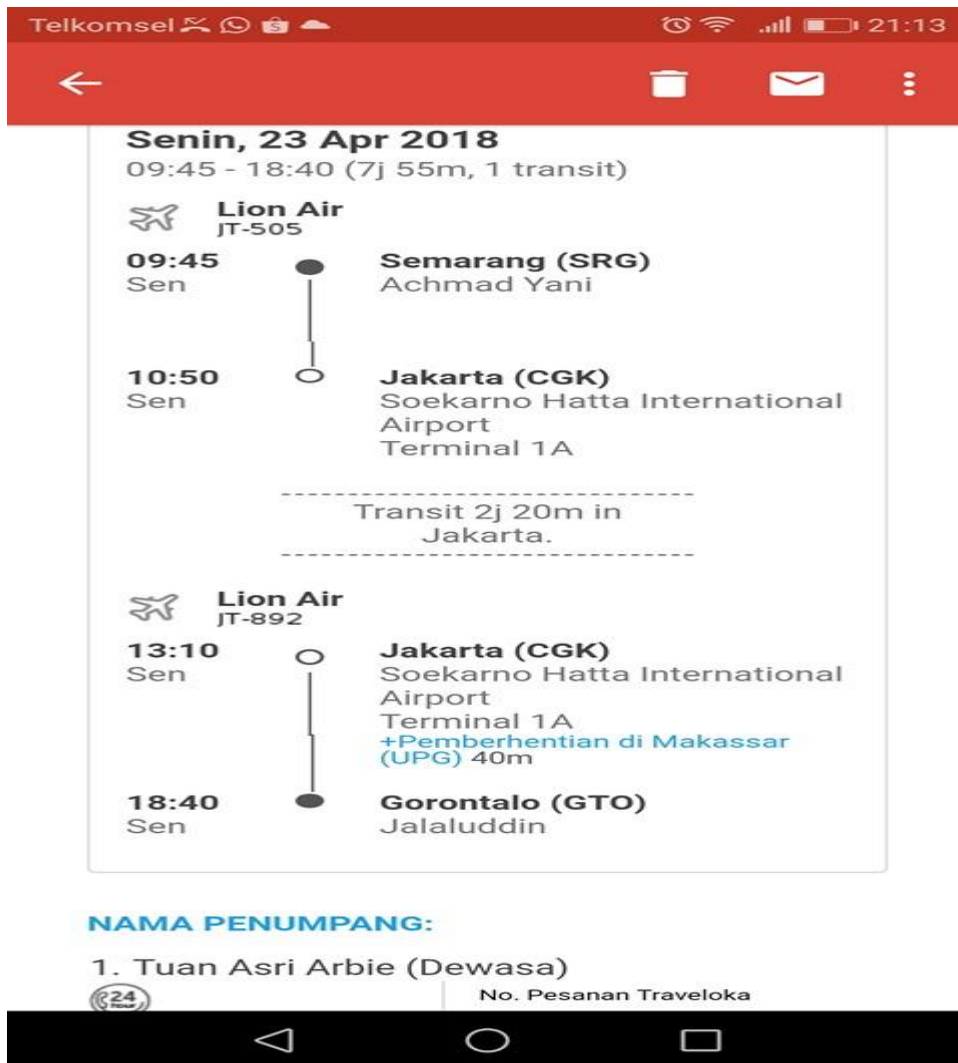 Telkomsel 21:13
Senin, 23 Apr 2018
09:45 - 18:40 (7j 55m, 1 transit)
Lion Air
JT-505
09:45 Semarang (SRG)
Sen Achmad Yani
10:50 Jakarta (CGK)
Sen Soekarno Hatta International
Airport
Terminal 1A
Transit 2j 20m in
Jakarta.
Lion Air
JT-892
13:10 Jakarta (CGK)
Sen Soekarno Hatta International
Airport
Terminal 1A
+Pemberhentian di Makassar
(UPG) 40m
18:40 Gorontalo (GTO)
Sen Jalaluddin
NAMA PENUMPANG:
1. Tuan Asri Arbie (Dewasa)
24 hour No. Pesanan Traveloka